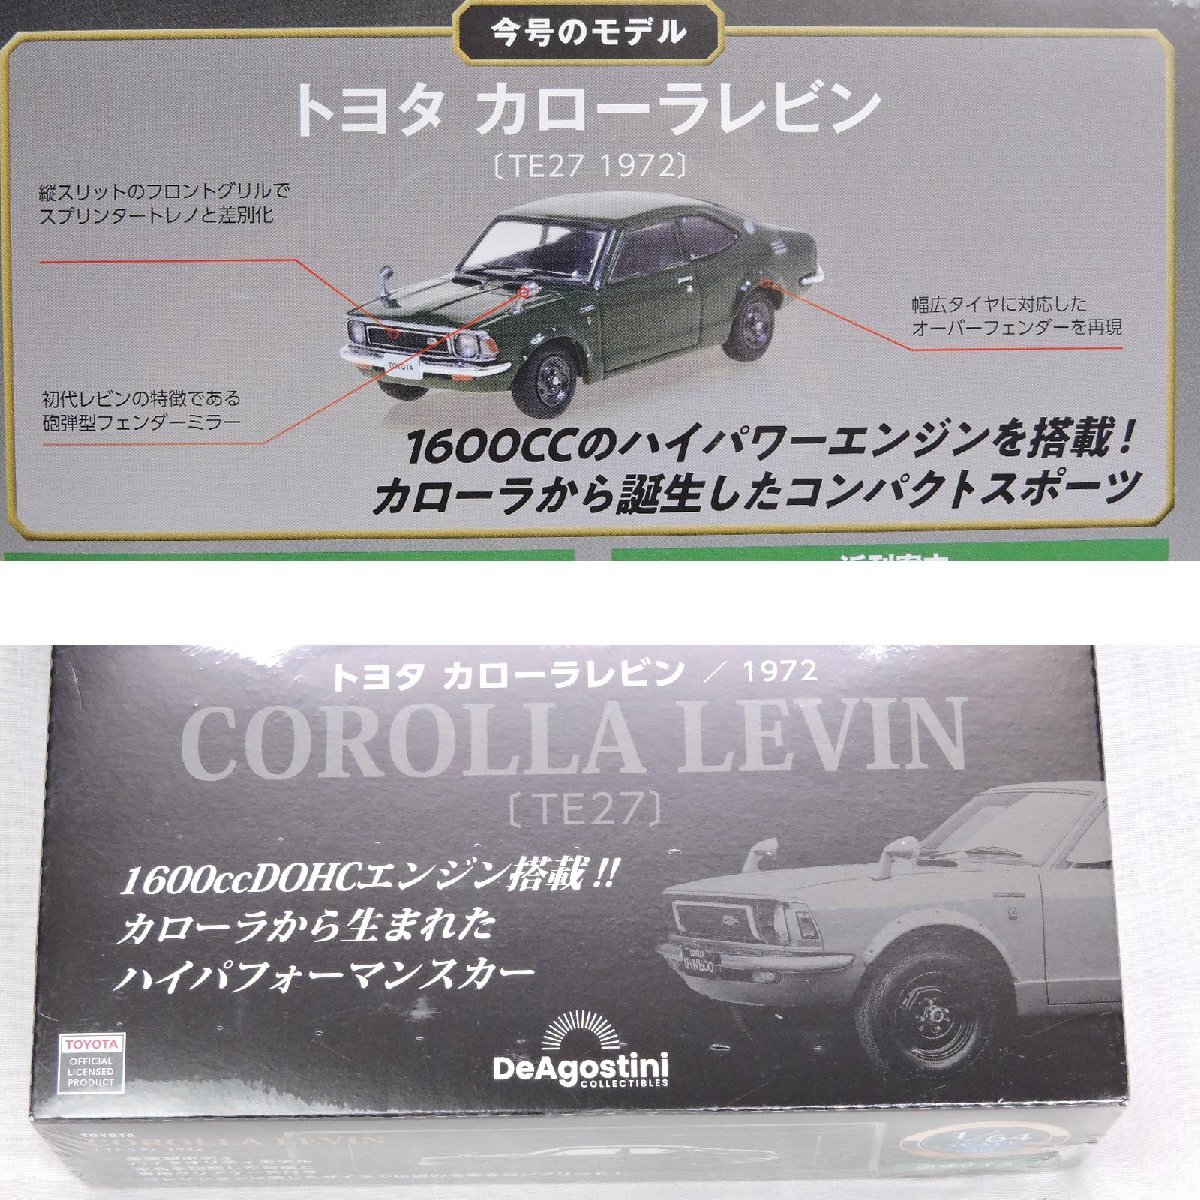 今号のモデル
トヨタ カローラレビン
〔TE27 1972〕
縦スリットのフロントグリルで
スプリンタートレノと差別化
幅広タイヤに対応した
オーバーフェンダーを再現
初代レビンの特徴である
砲弾型フェンダーミラー
TOYOTA
1600CCのハイパワーエンジンを搭載！
カローラから誕生したコンパクトスポーツ
トヨタ カローラレビン / 1972
COROLLA LEVIN
〔TE27〕
1600ccDOHCエンジン搭載!!
カローラから生まれた
ハイパフォーマンスカー
TOYOTA
OFFICIAL
LICENSED
PRODUCT
DeAgostini
COLLECTIBLES
TOYOTA
COROLLA LEVIN
1/64